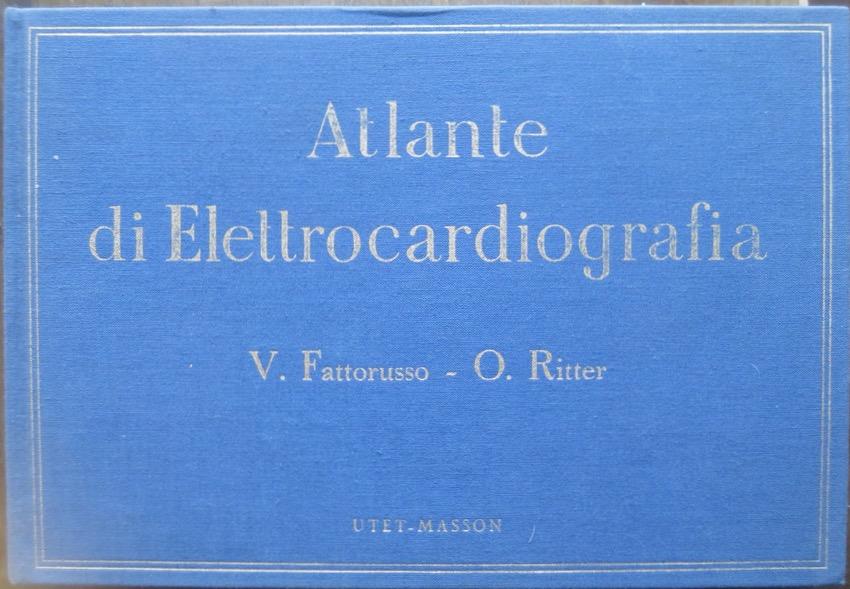 Atlante
di Elettrocardiografia
V. Fattorusso - O. Ritter
UTET-MASSON